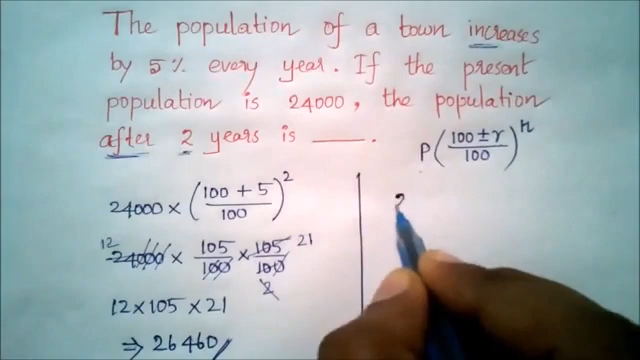 The population of a town increases
by 5% every year. If the present
population is 24000, the population
after 2 years is ____.
P((100 ± r)/100)^n
24000 × ((100 + 5)/100)^2
12 24000 × 105/100 × 105/100 21
2
12 × 105 × 21
⇒ 26460